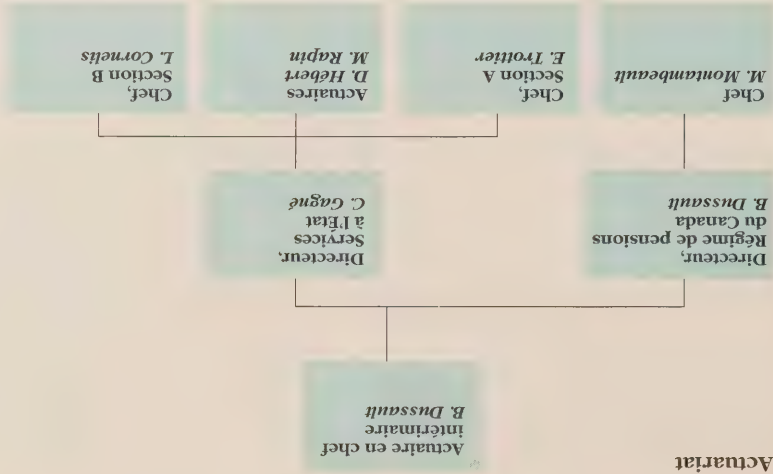 Actuariat
Actuaire en chef
intérimaire
B. Dussault
Directeur,
Régime de pensions
du Canada
B. Dussault
Directeur,
Services
à l'État
C. Gagné
Chef
M. Montambeault
Chef,
Section A
E. Trottier
Actuaires
D. Hébert
M. Rapin
Chef,
Section B
L. Cornelis